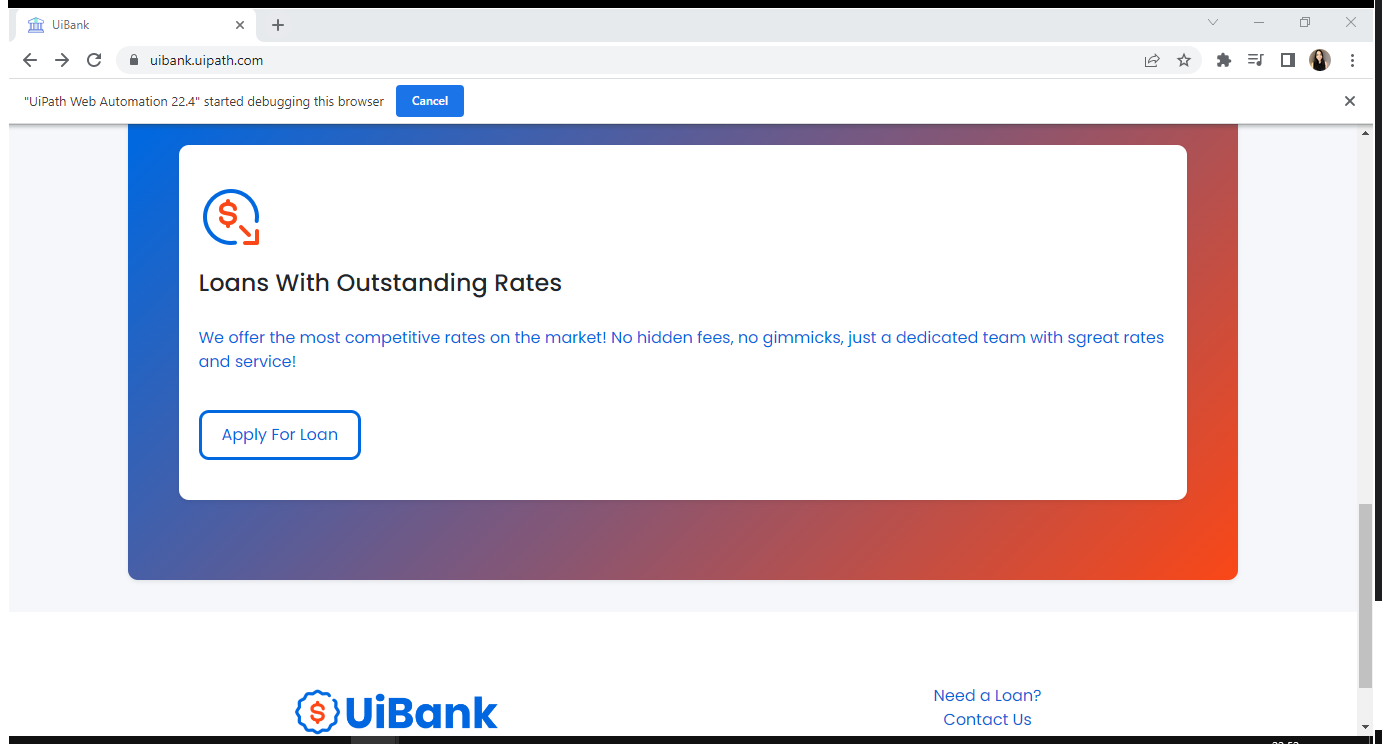 UiBank
uibank.uipath.com
"UiPath Web Automation 22.4" started debugging this browser
Cancel
$
Loans With Outstanding Rates
We offer the most competitive rates on the market! No hidden fees, no gimmicks, just a dedicated team with sgreat rates
and service!
Apply For Loan
$ UiBank
Need a Loan?
Contact Us